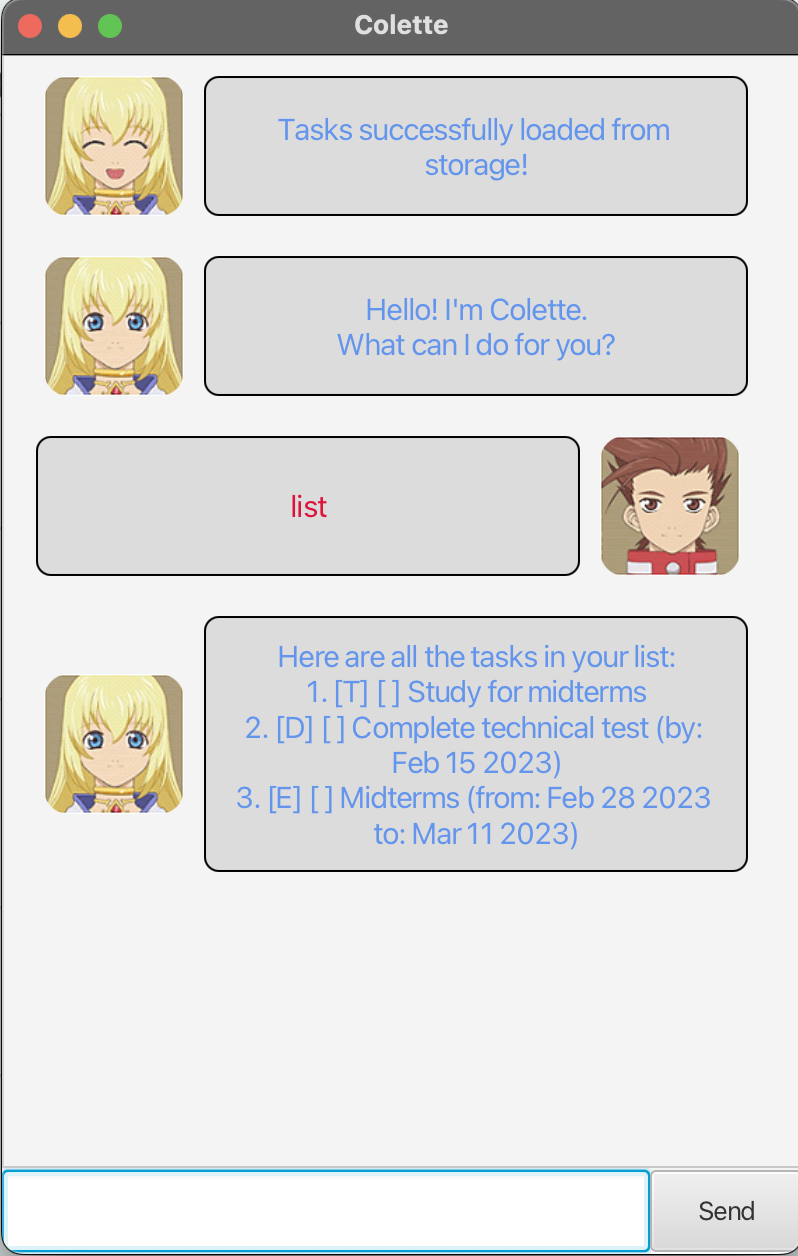 Colette
Tasks successfully loaded from
storage!
Hello! I'm Colette.
What can I do for you?
list
Here are all the tasks in your list:
1. [T] [ ] Study for midterms
2. [D] [ ] Complete technical test (by:
Feb 15 2023)
3. [E] [ ] Midterms (from: Feb 28 2023
to: Mar 11 2023)
Send